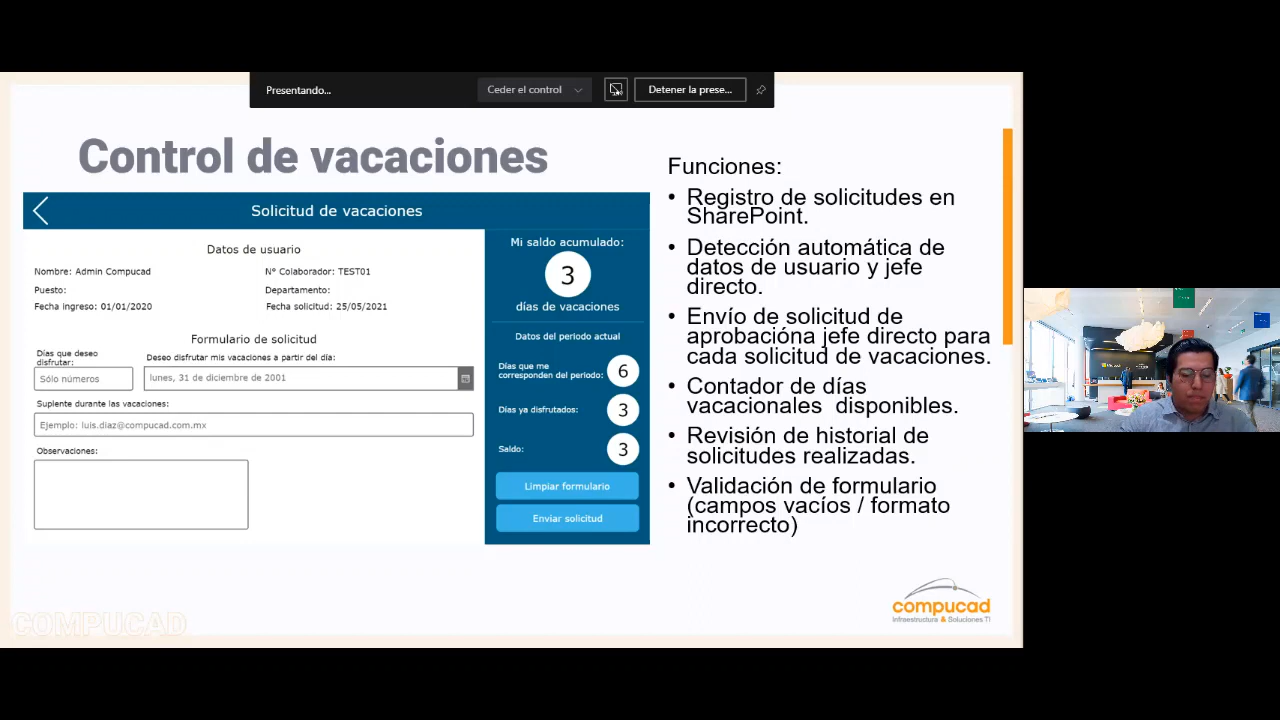 Presentando...
Ceder el control
Detener la prese...
Control de vacaciones
Solicitud de vacaciones
Datos de usuario
Nombre: Admin Compucad
N° Colaborador: TEST01
Puesto:
Departamento:
Fecha ingreso: 01/01/2020
Fecha solicitud: 25/05/2021
Formulario de solicitud
Días que deseo
disfrutar:
Deseo disfrutar mis vacaciones a partir del día:
Sólo números
lunes, 31 de diciembre de 2001
Suplente durante las vacaciones:
Ejemplo: luis.diaz@compucad.com.mx
Observaciones:
Mi saldo acumulado:
3
días de vacaciones
Datos del periodo actual
Días que me
corresponden del periodo:
6
Días ya disfrutados:
3
Saldo:
3
Limpiar formulario
Enviar solicitud
Funciones:
• Registro de solicitudes en
SharePoint.
• Detección automática de
datos de usuario y jefe
directo.
• Envío de solicitud de
aprobacióna jefe directo para
cada solicitud de vacaciones.
• Contador de días
vacacionales disponibles.
• Revisión de historial de
solicitudes realizadas.
• Validación de formulario
(campos vacíos / formato
incorrecto)
compucad
Infraestructura & Soluciones TI
COMPUCAD